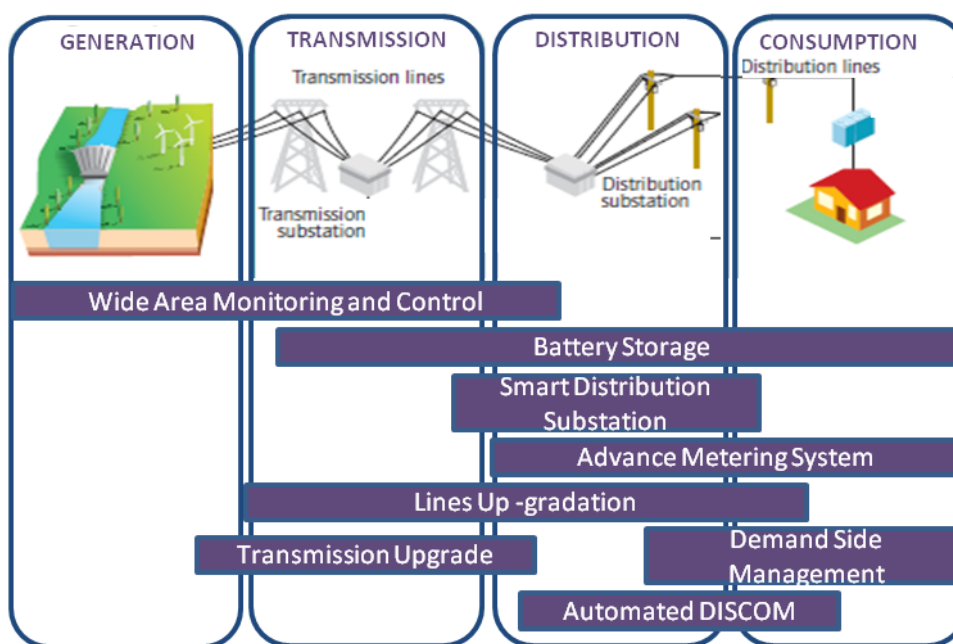 GENERATION
TRANSMISSION
DISTRIBUTION
CONSUMPTION
Transmission lines
Distribution lines
Transmission
substation
Distribution
substation
Wide Area Monitoring and Control
Battery Storage
Smart Distribution
Substation
Advance Metering System
Lines Up -gradation
Transmission Upgrade
Demand Side
Management
Automated DISCOM